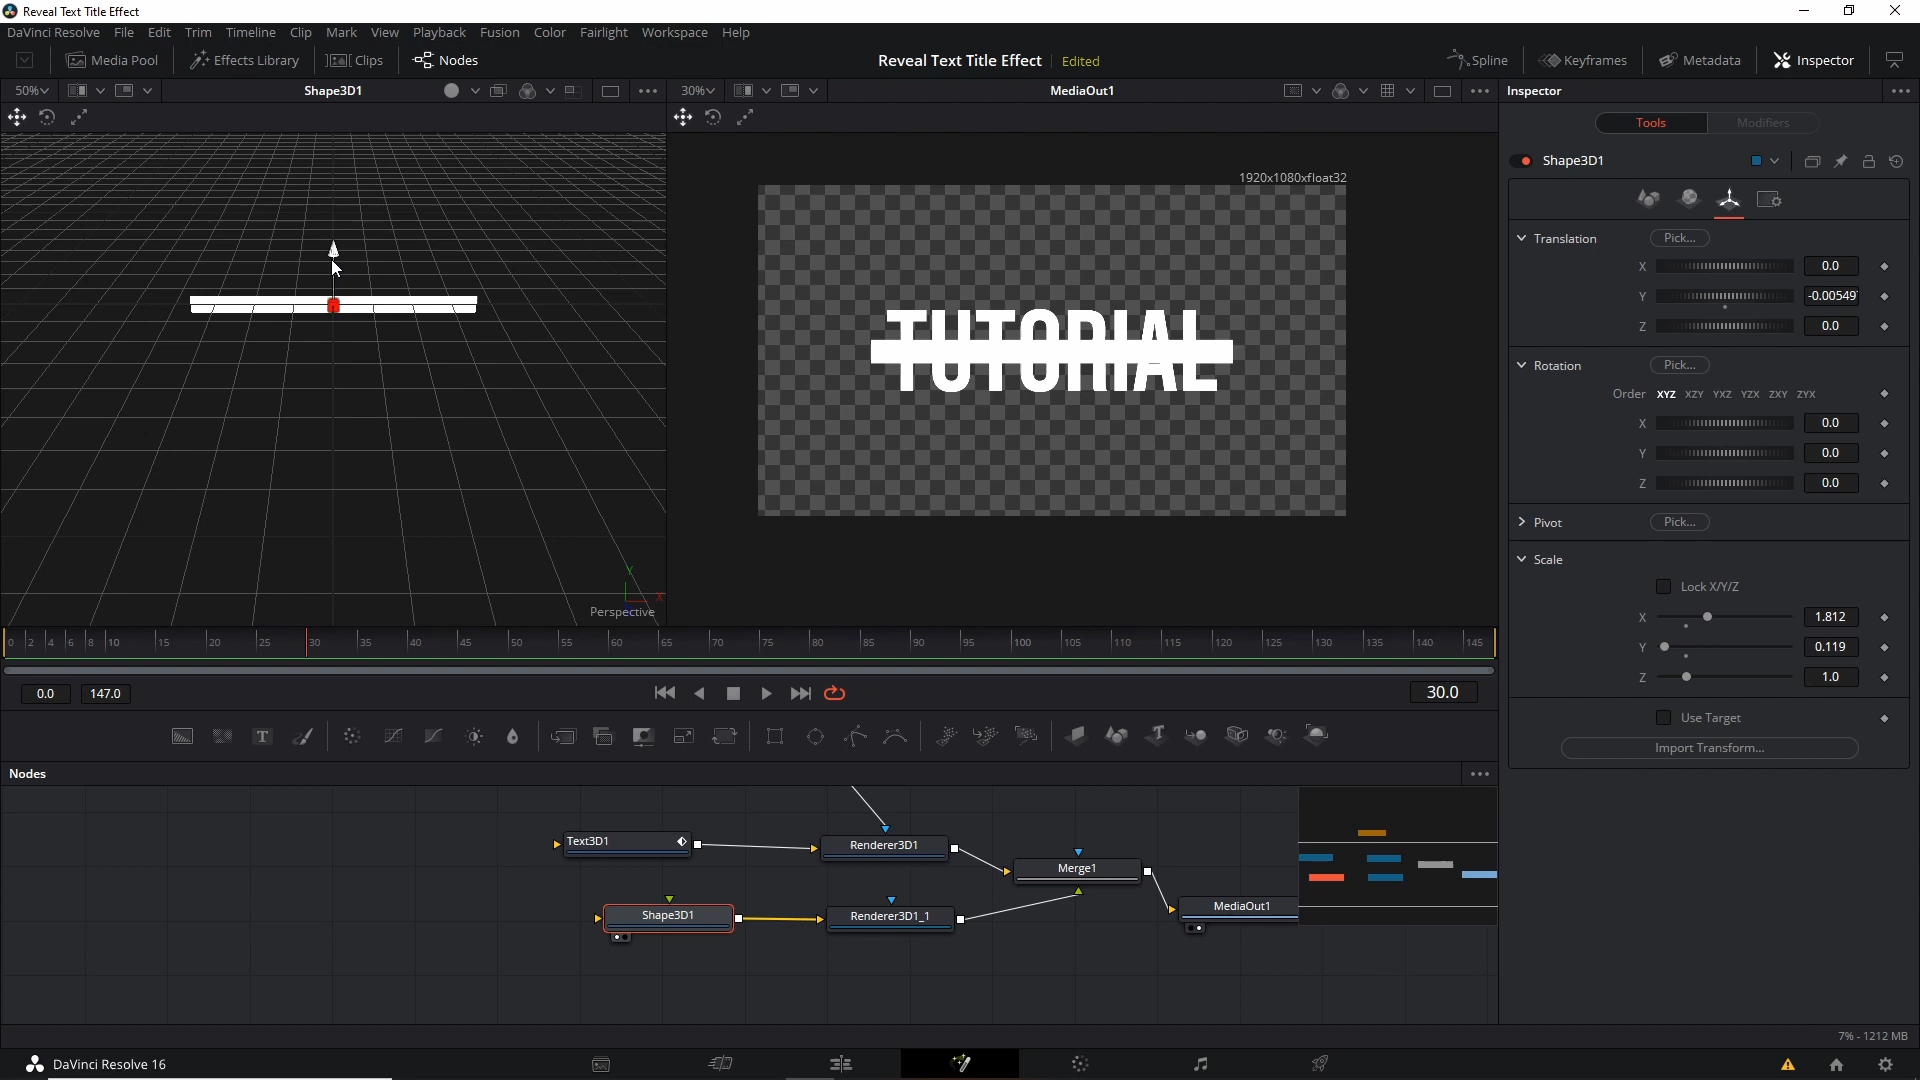 Reveal Text Title Effect
DaVinci Resolve File Edit Trim Timeline Clip Mark View Playback Fusion Color Fairlight Workspace Help
Media Pool Effects Library Clips Nodes Reveal Text Title Effect Edited Spline Keyframes Metadata Inspector
50% Shape3D1 30% MediaOut1 Inspector
Tools Modifiers
Shape3D1
1920x1080xfloat32
Translation Pick...
X 0.0
Y -0.00549
Z 0.0
TUTORIAL
Rotation Pick...
Order XYZ XZY YXZ YZX ZXY ZYX
X 0.0
Y 0.0
Z 0.0
Pivot Pick...
Scale
Lock X/Y/Z
X 1.812
Y 0.119
Z 1.0
Use Target
Import Transform...
Y
X
Perspective
0 2 4 6 8 10 15 20 25 30 35 40 45 50 55 60 65 70 75 80 85 90 95 100 105 110 115 120 125 130 135 140 145
0.0 147.0 30.0
T
Nodes
Text3D1 Renderer3D1 Merge1
Shape3D1 Renderer3D1_1 MediaOut1
7% - 1212 MB
DaVinci Resolve 16